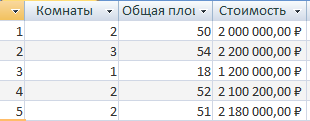 Комнаты Общая площ Стоимость
1 2 50 2 000 000,00 ₽
2 3 54 2 200 000,00 ₽
3 1 18 1 200 000,00 ₽
4 2 52 2 100 200,00 ₽
5 2 51 2 180 000,00 ₽